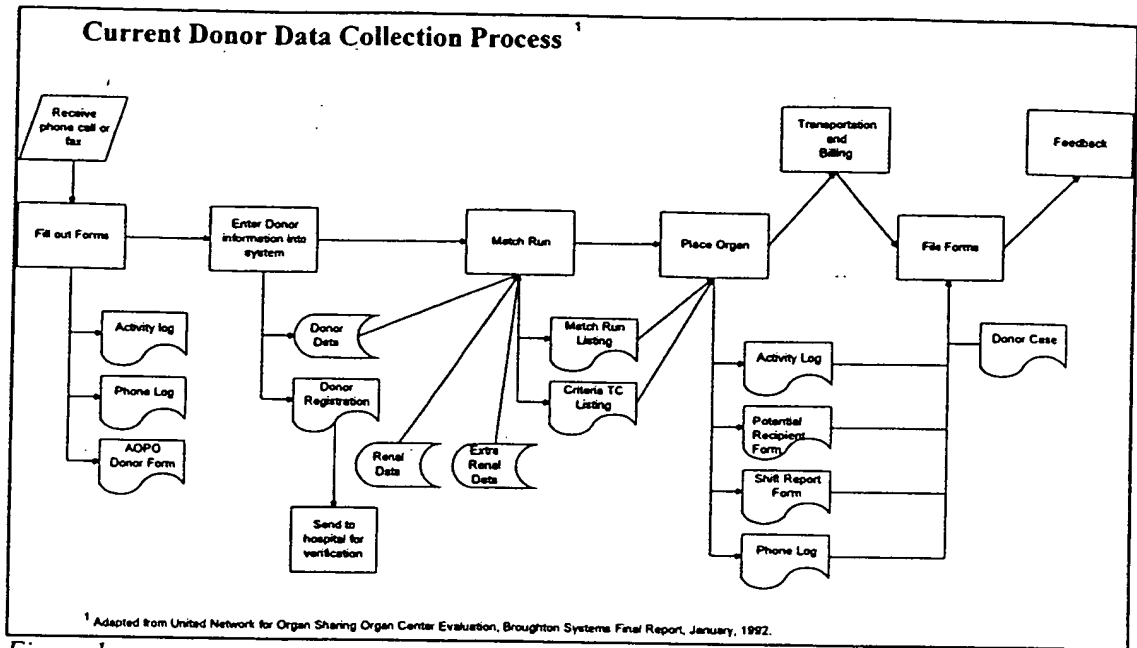 Current Donor Data Collection Process 1
Receive
phone call or
fax
Transportation
and
Billing
Feedback
Fill out Forms
Enter Donor
information into
system
Match Run
Place Organ
File Forms
Activity log
Phone Log
AOPO
Donor Form
Donor
Data
Donor
Registration
Send to
hospital for
verification
Renal
Data
Extra
Renal
Data
Match Run
Listing
Criteria TC
Listing
Activity Log
Potential
Recipient
Form
Shift Report
Form
Phone Log
Donor Case
1 Adapted from United Network for Organ Sharing Organ Center Evaluation, Broughton Systems Final Report, January, 1992.